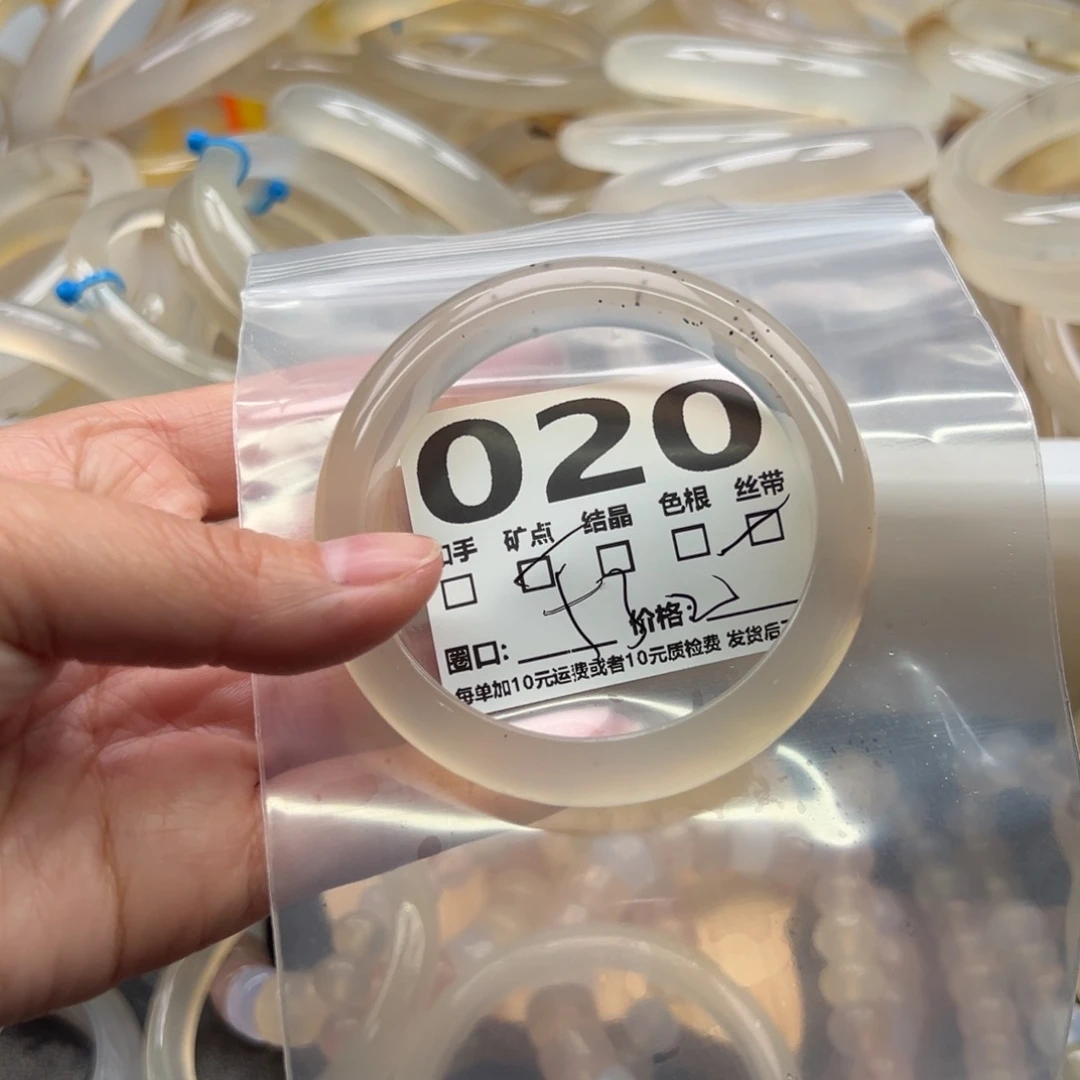 020
手 矿点 结晶 色根 丝带
圈口: 价格:
每单加10元运费或者10元质检费 发货后